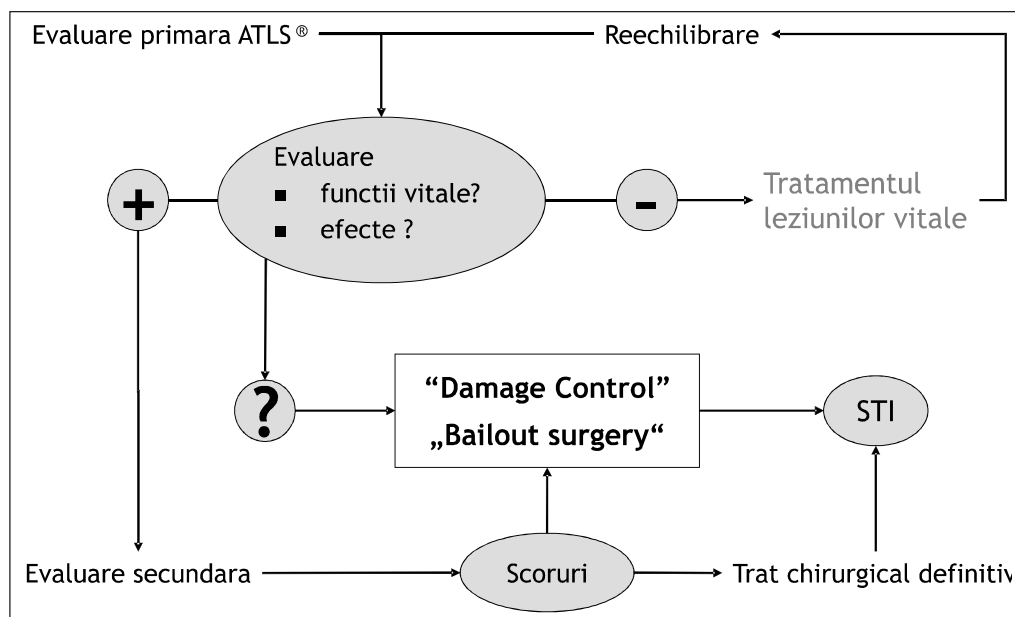 Evaluare primara ATLS®
Reechilibrare
Evaluare
▪ functii vitale?
▪ efecte ?
+
-
Tratamentul
leziunilor vitale
?
“Damage Control”
„Bailout surgery“
STI
Evaluare secundara
Scoruri
Trat chirurgical definitiv